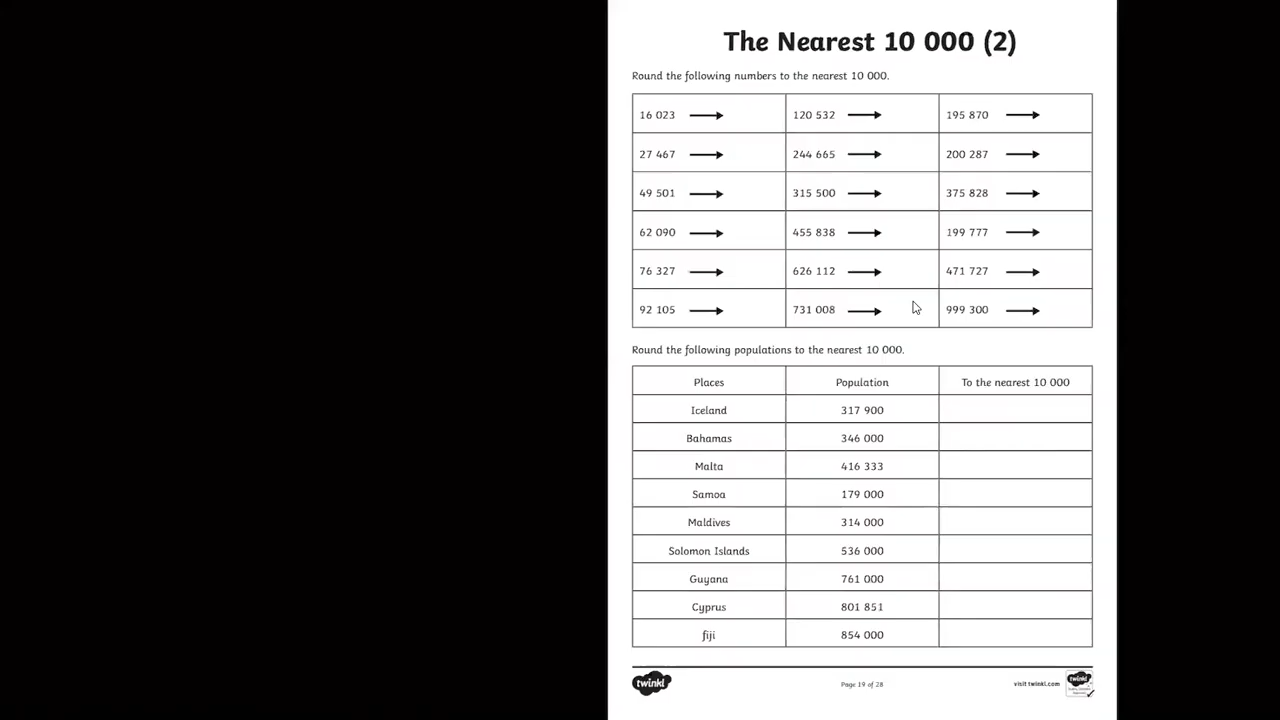 The Nearest 10 000 (2)
Round the following numbers to the nearest 10 000.
16 023 → 120 532 → 195 870 →
27 467 → 244 665 → 200 287 →
49 501 → 315 500 → 375 828 →
62 090 → 455 838 → 199 777 →
76 327 → 626 112 → 471 727 →
92 105 → 731 008 → 999 300 →
Round the following populations to the nearest 10 000.
Places Population To the nearest 10 000
Iceland 317 900
Bahamas 346 000
Malta 416 333
Samoa 179 000
Maldives 314 000
Solomon Islands 536 000
Guyana 761 000
Cyprus 801 851
fiji 854 000
twinkl Page 19 of 28 visit twinkl.com twinkl